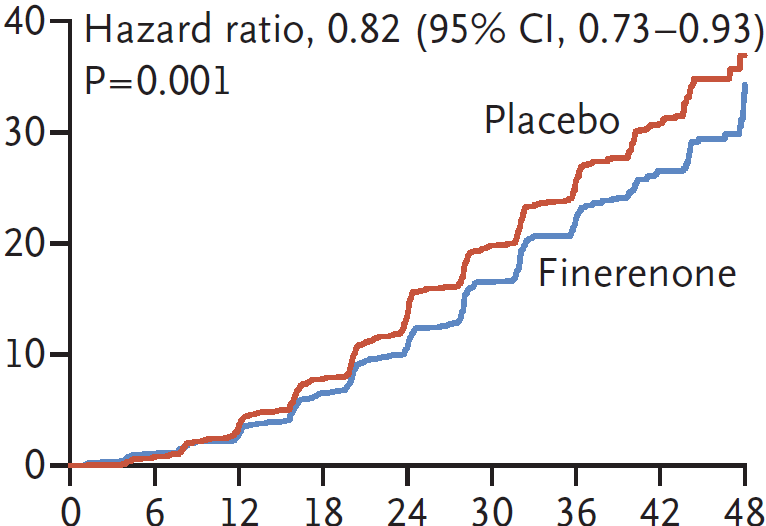 40
Hazard ratio, 0.82 (95% CI, 0.73–0.93)
P=0.001
Placebo
30
20
Finerenone
10
0
0 6 12 18 24 30 36 42 48